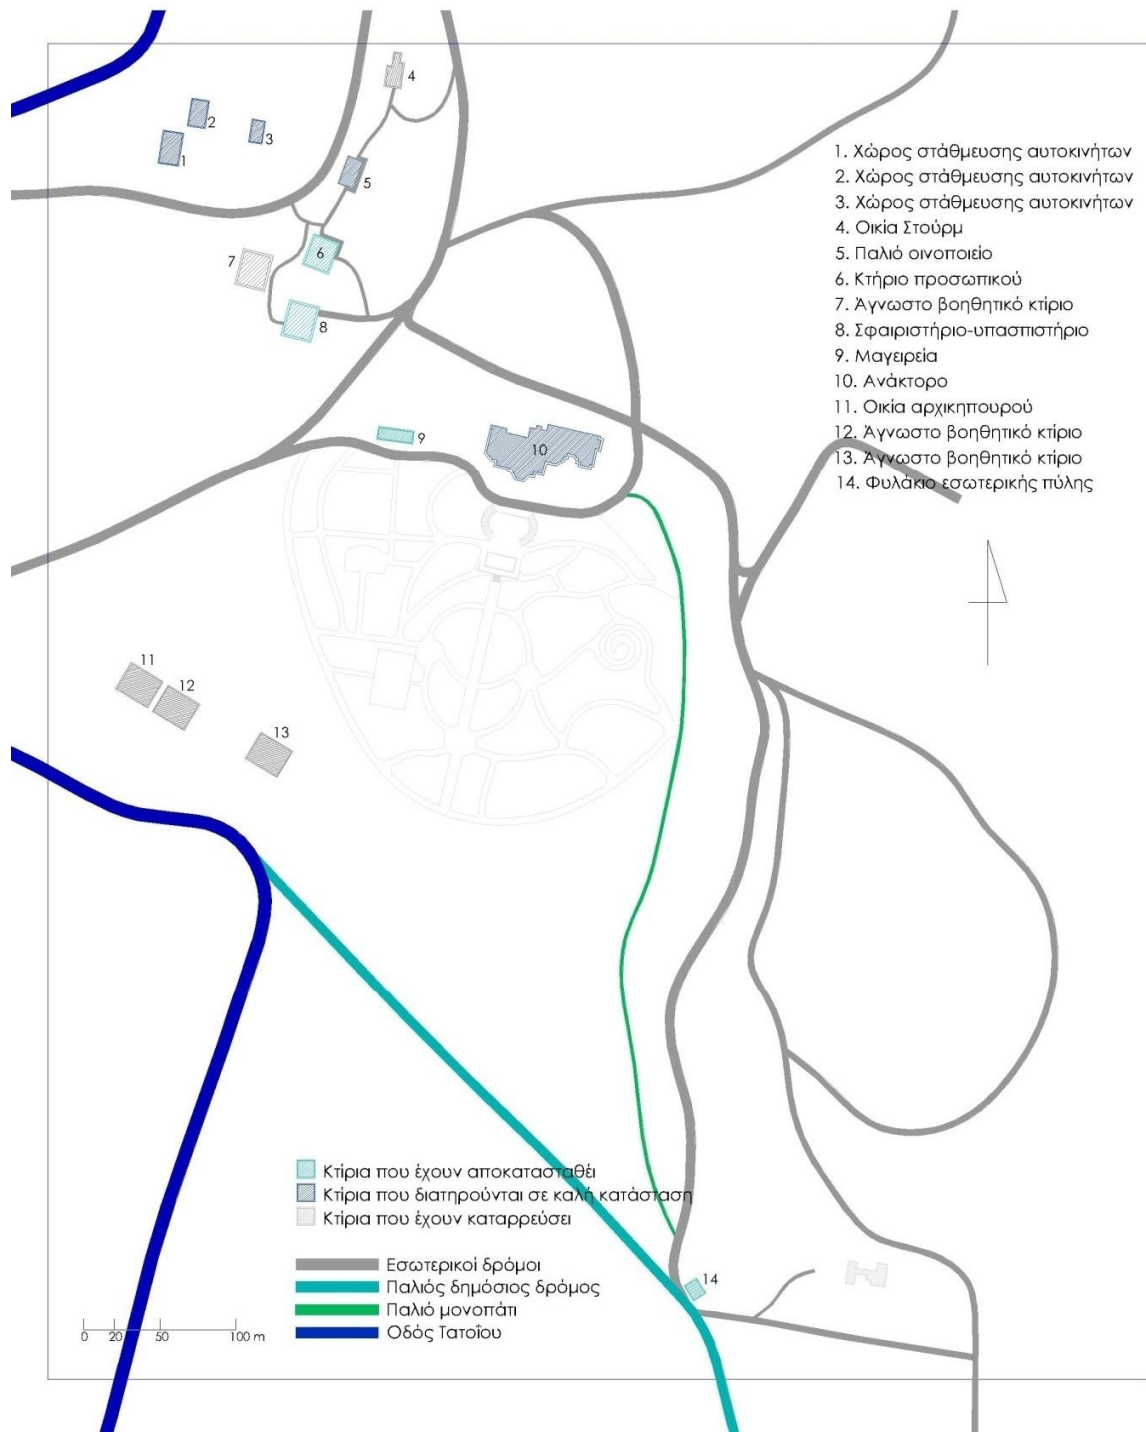 4
2
3
1
5
6
7
8
9
10
11
12
13
14
1. Χώρος στάθμευσης αυτοκινήτων
2. Χώρος στάθμευσης αυτοκινήτων
3. Χώρος στάθμευσης αυτοκινήτων
4. Οικία Στούρμ
5. Παλιό οινοποιείο
6. Κτήριο προσωπικού
7. Άγνωστο βοηθητικό κτίριο
8. Σφαιριστήριο-υπασπιστήριο
9. Μαγειρεία
10. Ανάκτορο
11. Οικία αρχικηπουρού
12. Άγνωστο βοηθητικό κτίριο
13. Άγνωστο βοηθητικό κτίριο
14. Φυλάκιο εσωτερικής πύλης
Κτίρια που έχουν αποκατασταθέι
Κτίρια που διατηρούνται σε καλή κατάσταση
Κτίρια που έχουν καταρρεύσει
Εσωτερικοί δρόμοι
Παλιός δημόσιος δρόμος
Παλιό μονοπάτι
Οδός Τατοΐου
0 20 50 100 m